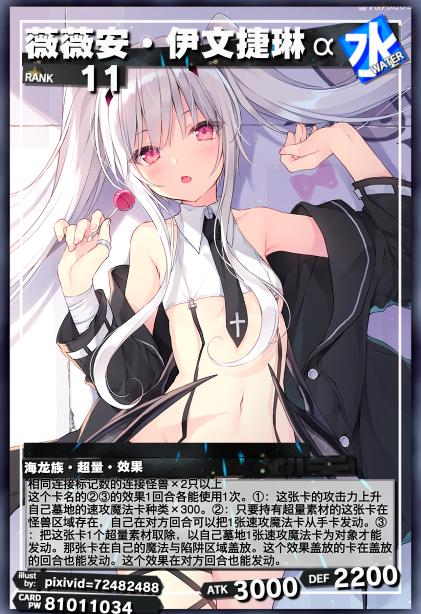 薇薇安·伊文捷琳 α
水
WATER
RANK 11
海龙族·超量·效果
相同连接标记数的连接怪兽×2只以上
这个卡名的②③的效果1回合各能使用1次。①：这张卡的攻击力上升
自己墓地的速攻魔法卡种类×300。②：只要持有超量素材的这张卡在
怪兽区域存在，自己在对方回合可以把1张速攻魔法卡从手卡发动。③
：把这张卡1个超量素材取除，以自己墓地1张速攻魔法卡为对象才能
发动。那张卡在自己的魔法与陷阱区域盖放。这个效果盖放的卡在盖放
的回合也能发动。这个效果在对方回合也能发动。
illust by: pixivid=72482488
CARD PW 81011034
ATK 3000
DEF 2200